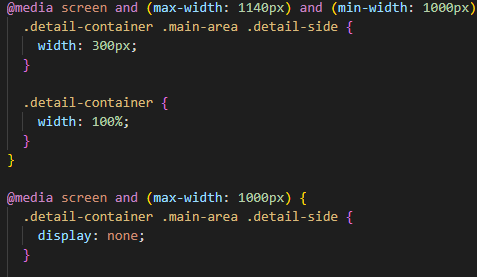 @media screen and (max-width: 1140px) and (min-width: 1000px)
.detail-container .main-area .detail-side {
width: 300px;
}
.detail-container {
width: 100%;
}
}
@media screen and (max-width: 1000px) {
.detail-container .main-area .detail-side {
display: none;
}